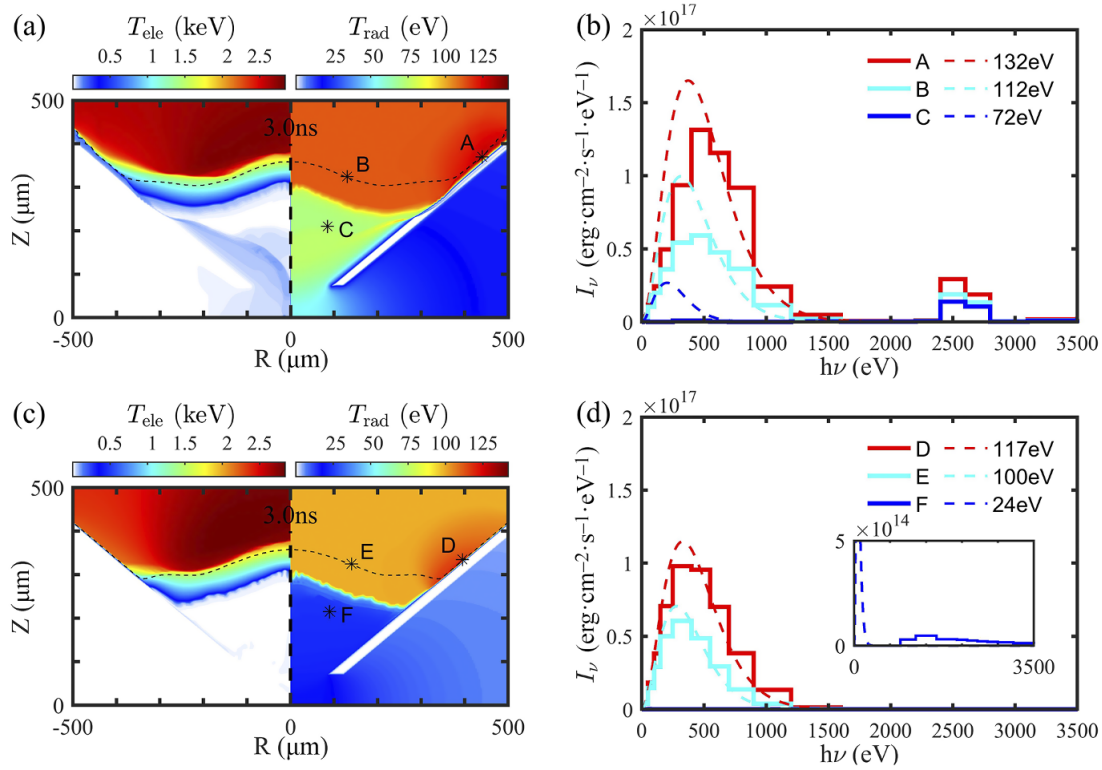 (a)
T_ele (keV)
T_rad (eV)
0.5 1 1.5 2 2.5
25 50 75 100 125
500
Z (μm)
0
3.0ns
A
B
C
-500 0 500
R (μm)
(b)
×10^17
2
1.5
1
0.5
0
I_ν (erg·cm^−2·s^−1·eV^−1)
A 132eV
B 112eV
C 72eV
0 500 1000 1500 2000 2500 3000 3500
hν (eV)
(c)
T_ele (keV)
T_rad (eV)
0.5 1 1.5 2 2.5
25 50 75 100 125
500
Z (μm)
0
3.0ns
D
E
F
-500 0 500
R (μm)
(d)
×10^17
2
1.5
1
0.5
0
I_ν (erg·cm^−2·s^−1·eV^−1)
D 117eV
E 100eV
F 24eV
×10^14
5
0
0 3500
0 500 1000 1500 2000 2500 3000 3500
hν (eV)